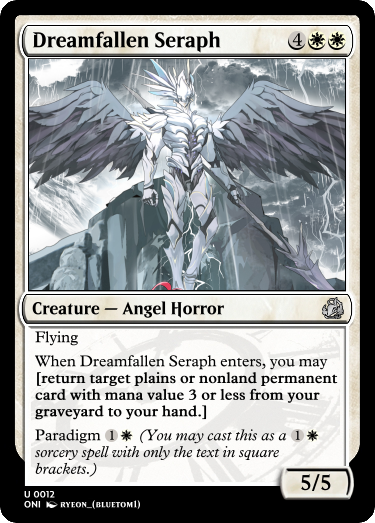 Dreamfallen Seraph 4
Creature — Angel Horror
Flying
When Dreamfallen Seraph enters, you may
[return target plains or nonland permanent
card with mana value 3 or less from your
graveyard to your hand.]
Paradigm 1 (You may cast this as a 1
sorcery spell with only the text in square
brackets.)
5/5
U 0012
ONI RYEON_(BLUETOM1)